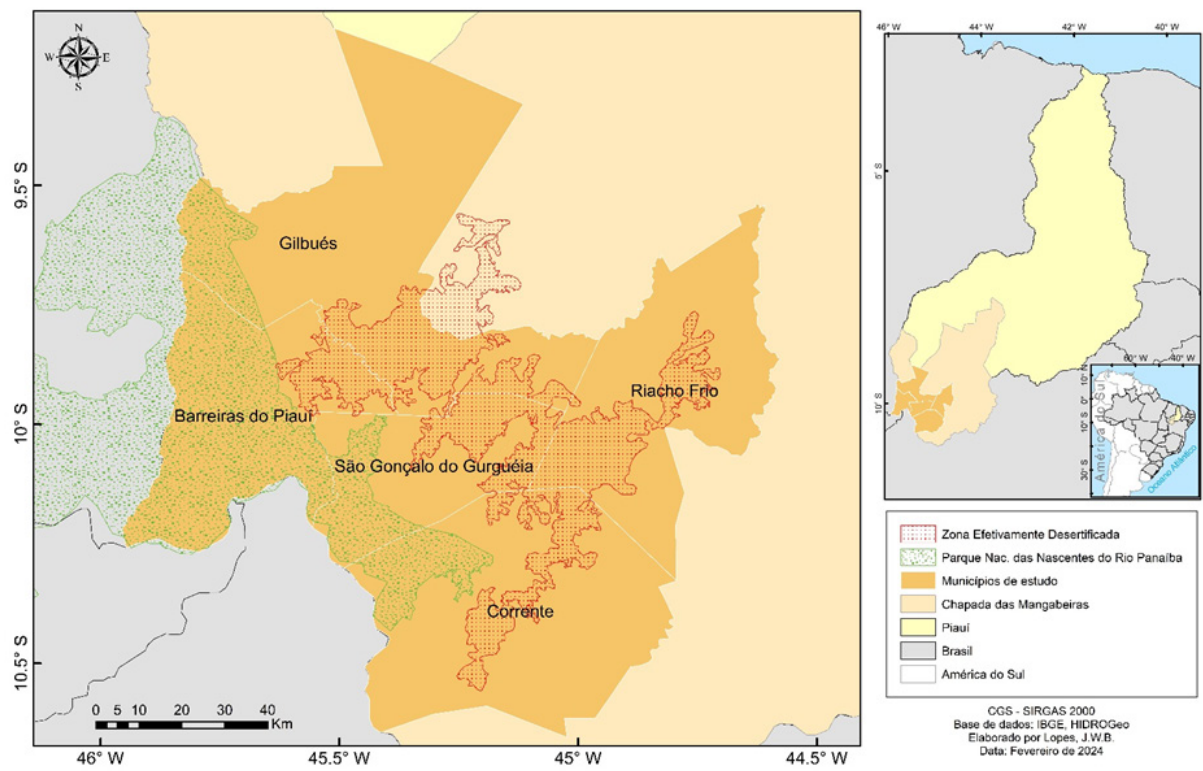 N
W E
S
9.5° S
10° S
10.5° S
46° W
45.5° W
45° W
44.5° W
Gilbués
Riacho Frio
Barreiras do Piauí
São Gonçalo do Gurguéia
Corrente
0 5 10 20 30 40
Km
46° W
44° W
42° W
40° W
5° S
10° S
60° W
40° W
10° N
0°
10° S
30° S
América do Sul
Oceano Atlântico
Zona Efetivamente Desertificada
Parque Nac. das Nascentes do Rio Panaíba
Municípios de estudo
Chapada das Mangabeiras
Piauí
Brasil
América do Sul
CGS - SIRGAS 2000
Base de dados: IBGE, HIDROGeo
Elaborado por Lopes, J.W.B.
Data: Fevereiro de 2024